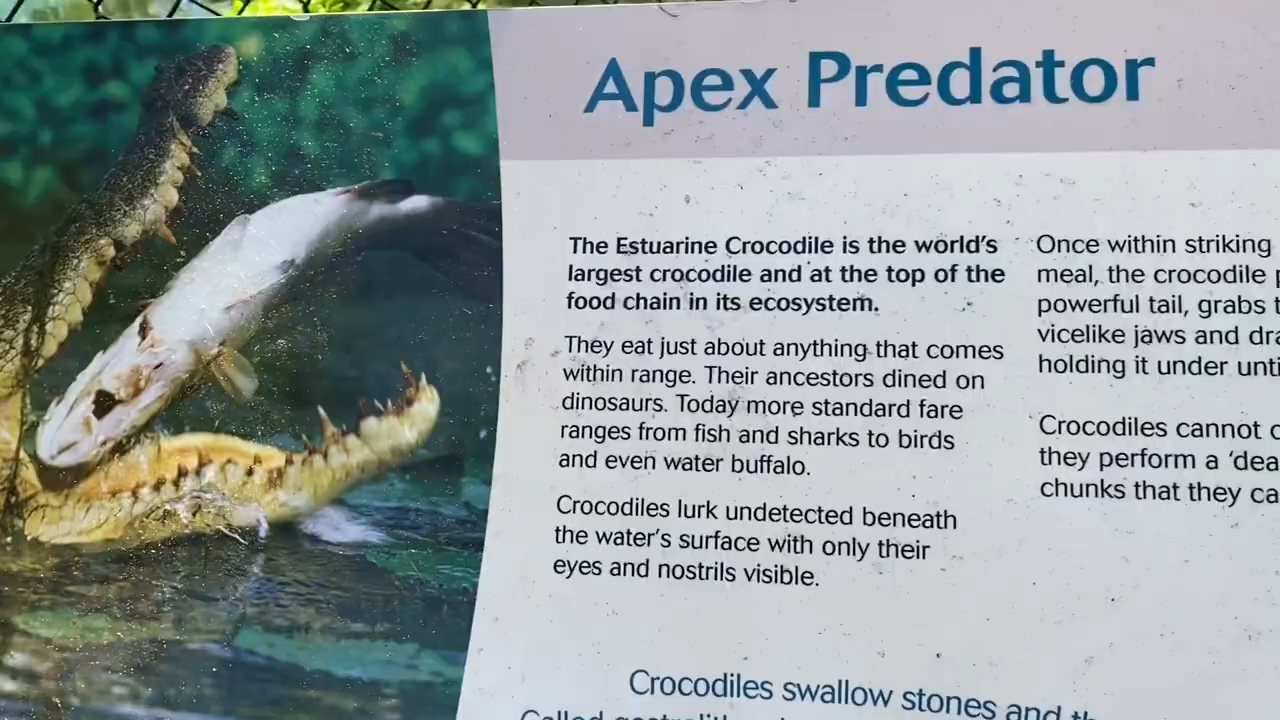 Apex Predator
The Estuarine Crocodile is the world's
largest crocodile and at the top of the
food chain in its ecosystem.
They eat just about anything that comes
within range. Their ancestors dined on
dinosaurs. Today more standard fare
ranges from fish and sharks to birds
and even water buffalo.
Crocodiles lurk undetected beneath
the water's surface with only their
eyes and nostrils visible.
Once within striking
meal, the crocodile
powerful tail, grabs
vicelike jaws and
holding it under
Crocodiles cannot
they perform a
chunks that they
Crocodiles swallow stones and
Called